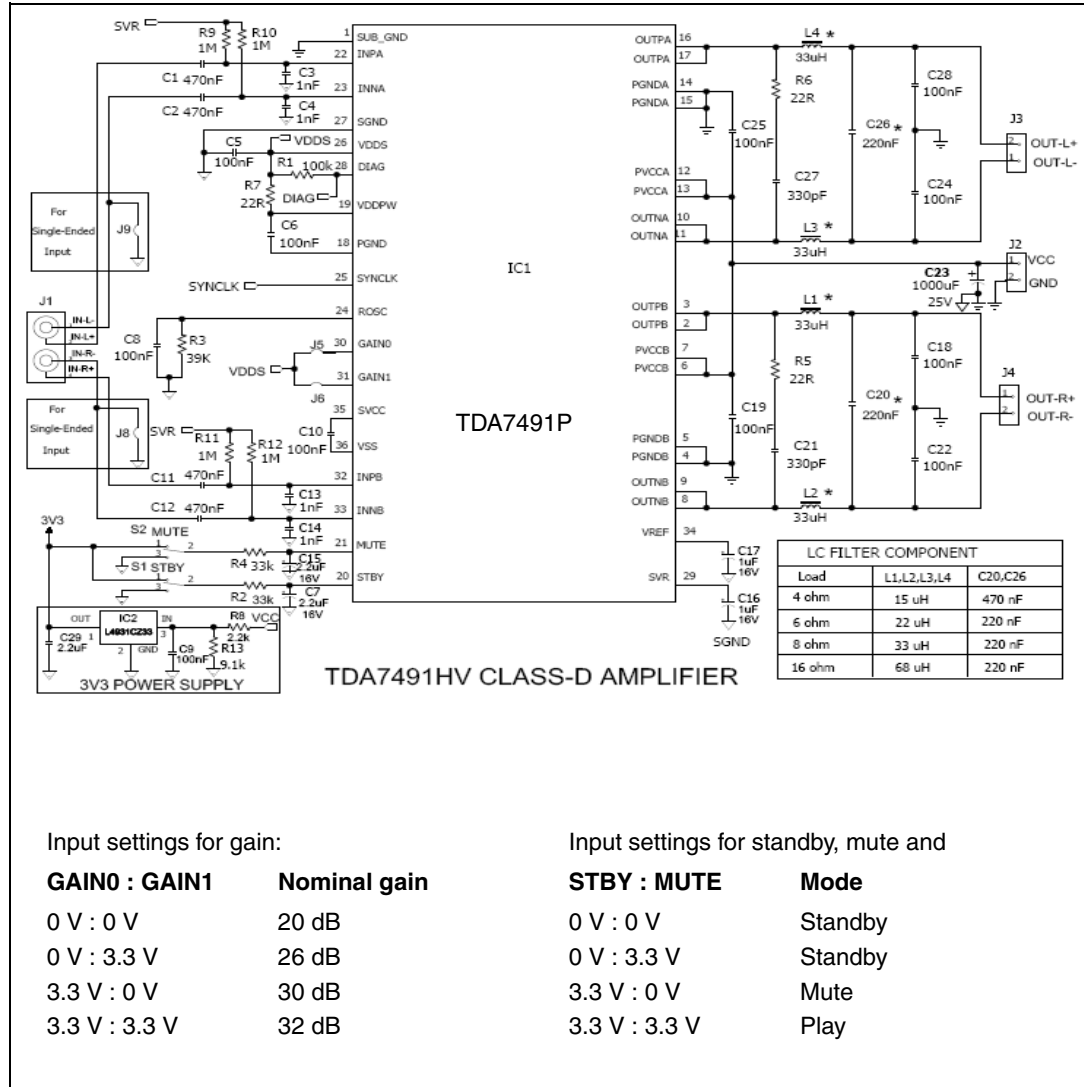 SVR
R9
1M
R10
1M
C1 470nF
C2 470nF
C3
1nF
C4
1nF
C5
100nF
VDDS
R1
100k
R7
22R
DIAG
C6
100nF
For
Single-Ended
Input
J9
SYNCLK
J1
IN-L-
IN-L+
IN-R-
IN-R+
C8
100nF
R3
39K
VDDS
J5
J6
For
Single-Ended
Input
J8
SVR
R11
1M
R12
1M
C10
100nF
C11
470nF
C12
470nF
C13
1nF
C14
1nF
3V3
S2 MUTE
1
2
3
S1 STBY
1
2
3
R4 33k
C15
2.2uF
16V
R2 33k
C7
2.2uF
16V
OUT
IC2
IN
L4931CZ33
1
3
2
GND
C29
2.2uF
C9
100nF
R8
2.2k
VCC
R13
9.1k
3V3 POWER SUPPLY
1 SUB_GND
22 INPA
23 INNA
27 SGND
26 VDDS
28 DIAG
19 VDDPW
18 PGND
25 SYNCLK
24 ROSC
30 GAIN0
31 GAIN1
35 SVCC
36 VSS
32 INPB
33 INNB
21 MUTE
20 STBY
IC1
TDA7491P
OUTPA 16
OUTPA 17
PGNDA 14
PGNDA 15
PVCCA 12
PVCCA 13
OUTNA 10
OUTNA 11
OUTPB 3
OUTPB 2
PVCCB 7
PVCCB 6
PGNDB 5
PGNDB 4
OUTNB 9
OUTNB 8
VREF 34
SVR 29
L4 *
33uH
R6
22R
C25
100nF
C26 *
220nF
C28
100nF
C27
330pF
C24
100nF
L3 *
33uH
J3
2
1
OUT-L+
OUT-L-
J2
1
2
VCC
GND
C23
1000uF
25V
+
L1 *
33uH
R5
22R
C20 *
220nF
C18
100nF
C19
100nF
C21
330pF
C22
100nF
L2 *
33uH
J4
1
2
OUT-R+
OUT-R-
C17
1uF
16V
C16
1uF
16V
SGND
LC FILTER COMPONENT
Load L1,L2,L3,L4 C20,C26
4 ohm 15 uH 470 nF
6 ohm 22 uH 220 nF
8 ohm 33 uH 220 nF
16 ohm 68 uH 220 nF
TDA7491HV CLASS-D AMPLIFIER
Input settings for gain:
GAIN0 : GAIN1 Nominal gain
0 V : 0 V 20 dB
0 V : 3.3 V 26 dB
3.3 V : 0 V 30 dB
3.3 V : 3.3 V 32 dB
Input settings for standby, mute and
STBY : MUTE Mode
0 V : 0 V Standby
0 V : 3.3 V Standby
3.3 V : 0 V Mute
3.3 V : 3.3 V Play